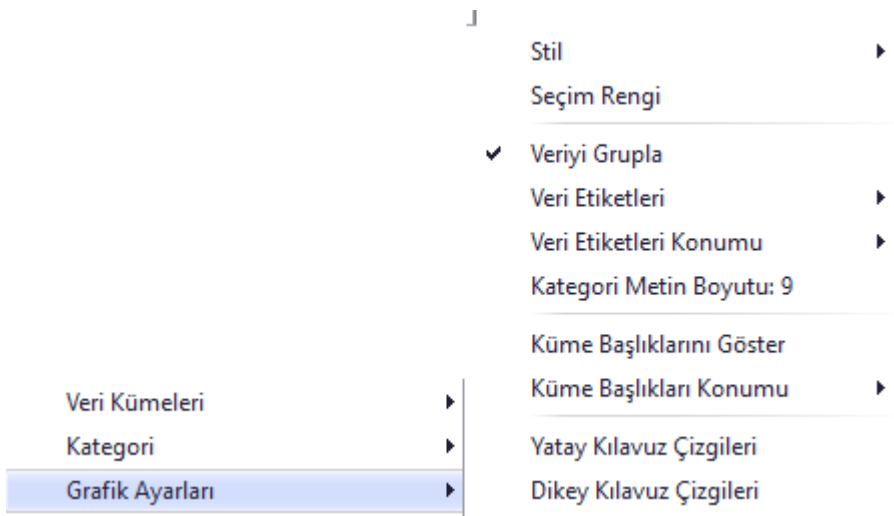 Stil
Seçim Rengi
Veriyi Grupla
Veri Etiketleri
Veri Etiketleri Konumu
Kategori Metin Boyutu: 9
Küme Başlıklarını Göster
Küme Başlıkları Konumu
Yatay Kılavuz Çizgileri
Dikey Kılavuz Çizgileri
Veri Kümeleri
Kategori
Grafik Ayarları